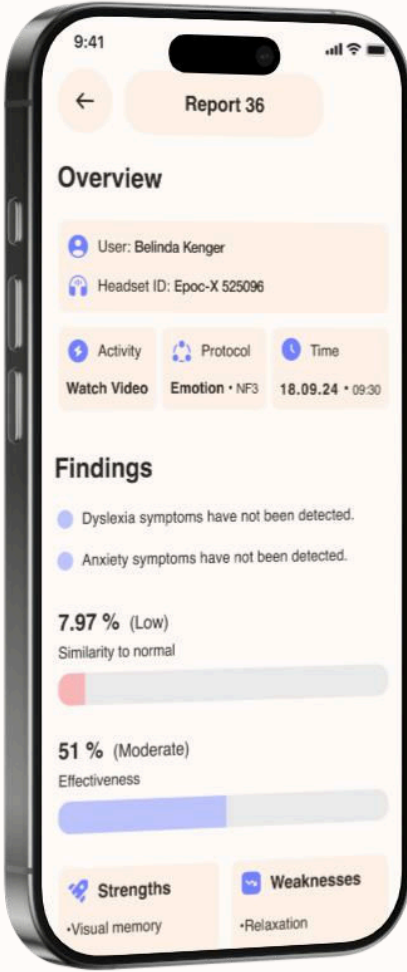 9:41
Report 36
Overview
User: Belinda Kenger
Headset ID: Epoc-X 525096
Activity
Watch Video
Protocol
Emotion • NF3
Time
18.09.24 • 09:30
Findings
Dyslexia symptoms have not been detected.
Anxiety symptoms have not been detected.
7.97 % (Low)
Similarity to normal
51 % (Moderate)
Effectiveness
Strengths
•Visual memory
Weaknesses
•Relaxation